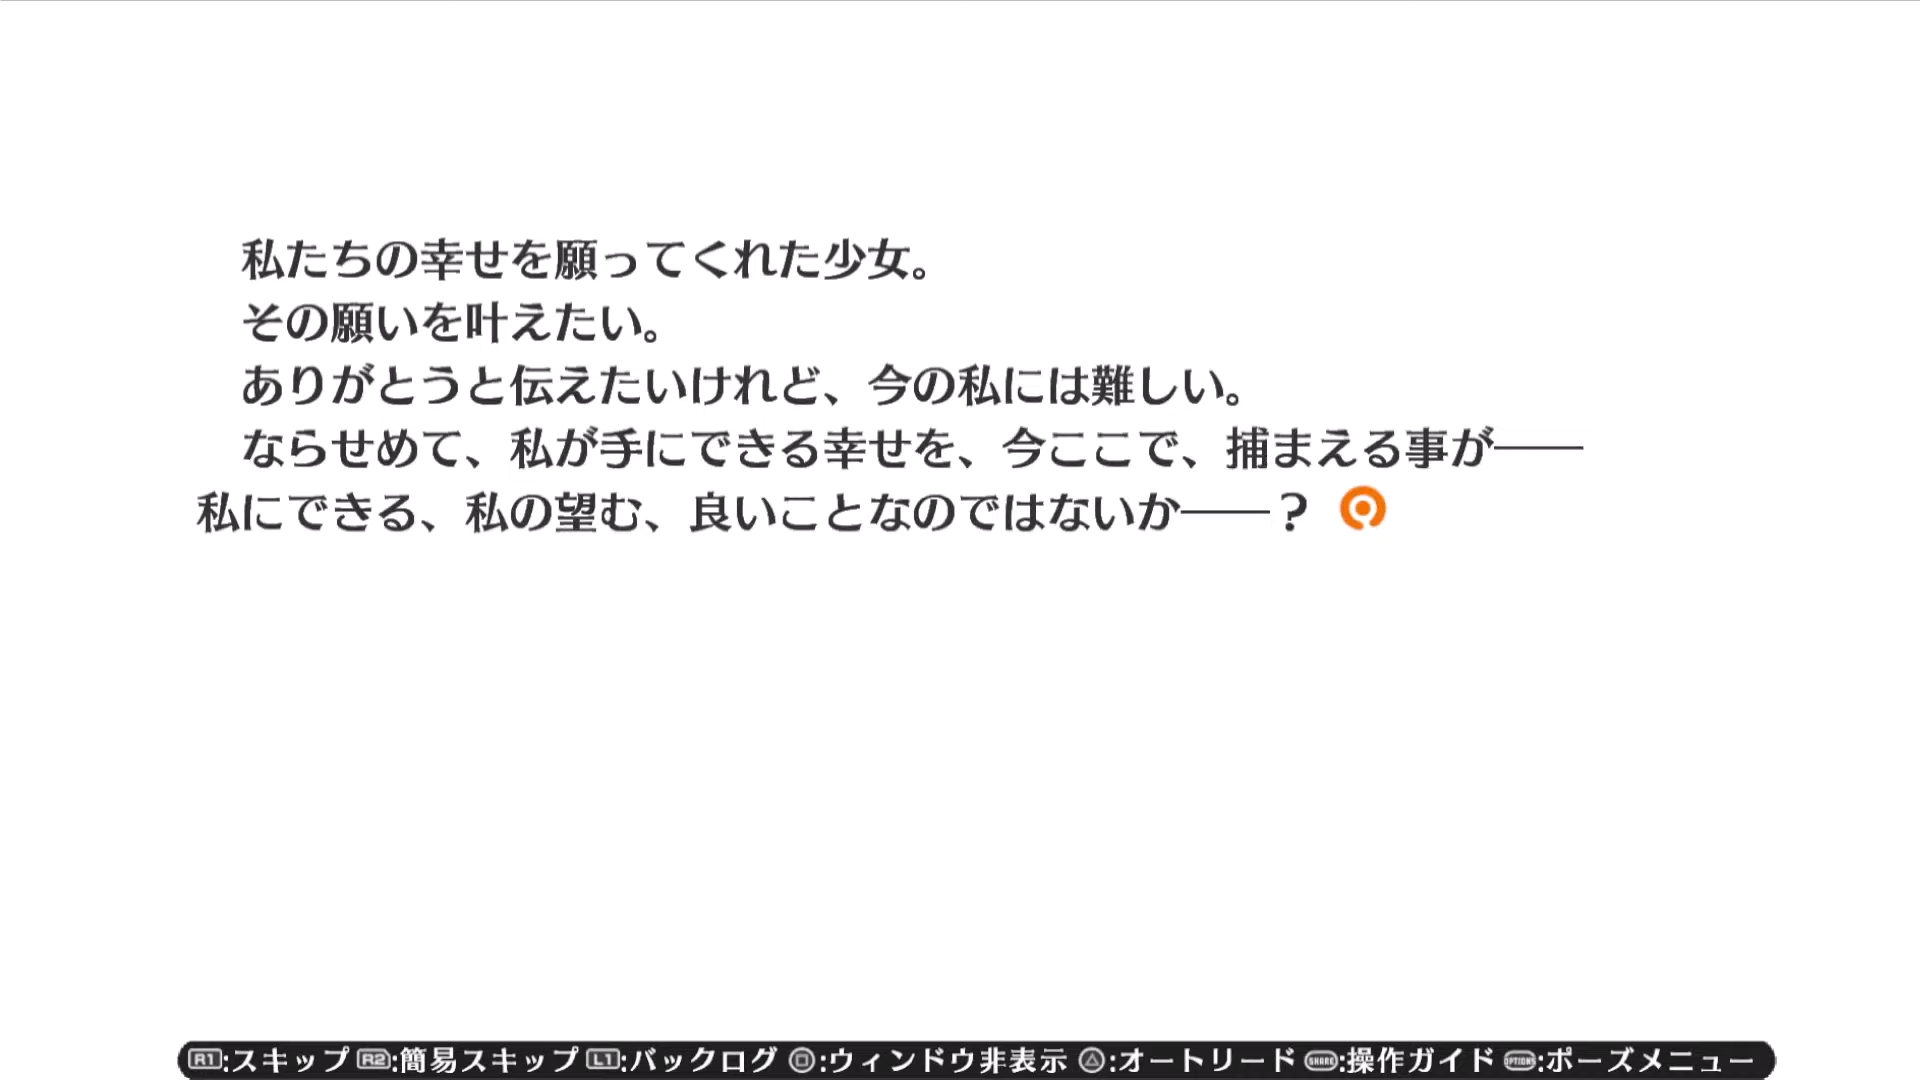 私たちの幸せを願ってくれた少女。
その願いを叶えたい。
ありがとうと伝えたいけれど、今の私には難しい。
ならせめて、私が手にできる幸せを、今ここで、捕まえる事が――
私にできる、私の望む、良いことなのではないか――？
R1:スキップ R2:簡易スキップ L1:バックログ :ウィンドウ非表示 :オートリード SHARE:操作ガイド OPTIONS:ポーズメニュー